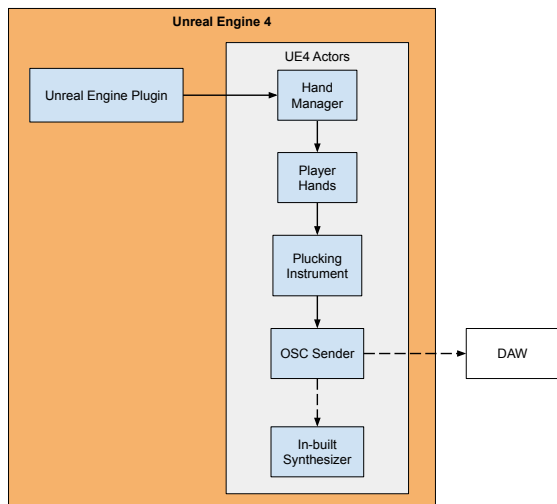 Unreal Engine 4
UE4 Actors
Unreal Engine Plugin
Hand
Manager
Player
Hands
Plucking
Instrument
OSC Sender
DAW
In-built
Synthesizer